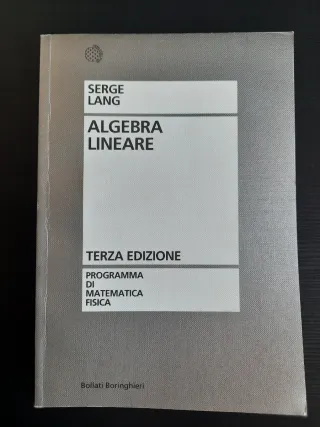 SERGE
LANG
ALGEBRA
LINEARE
TERZA EDIZIONE
PROGRAMMA
DI
MATEMATICA
FISICA
Bollati Boringhieri